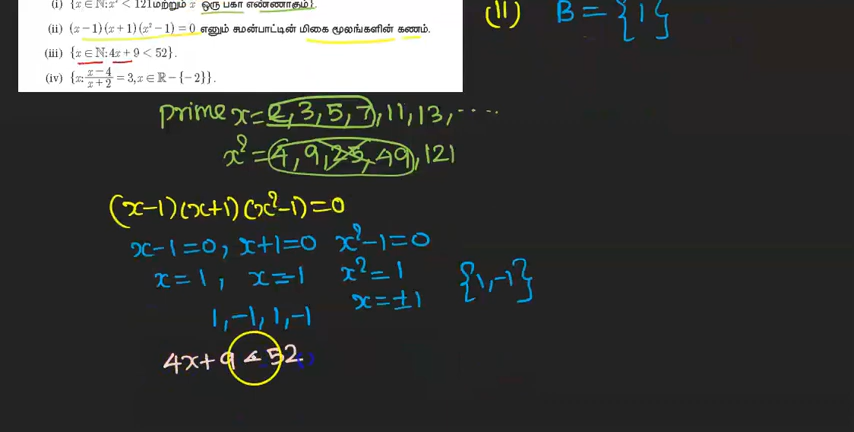 (i) {x ∈ N: x² < 121 மற்றும் x ஒரு பகா எண்ணாகும்}.
(ii) (x−1)(x+1)(x²−1) = 0 எனும் சமன்பாட்டின் மிகை மூலங்களின் கணம்.
(iii) {x ∈ N: 4x + 9 < 52}.
(iv) {x: (x−4)/(x+2) = 3, x ∈ R − {−2}}.
(ii) B = {1}
prime x = 2, 3, 5, 7, 11, 13, ....
x² = 4, 9, 25, 49, 121
(x−1)(x+1)(x²−1) = 0
x−1=0, x+1=0 x²−1=0
x=1, x=−1 x²=1 {1, −1}
x=±1
1, −1, 1, −1
4x+9 < 52